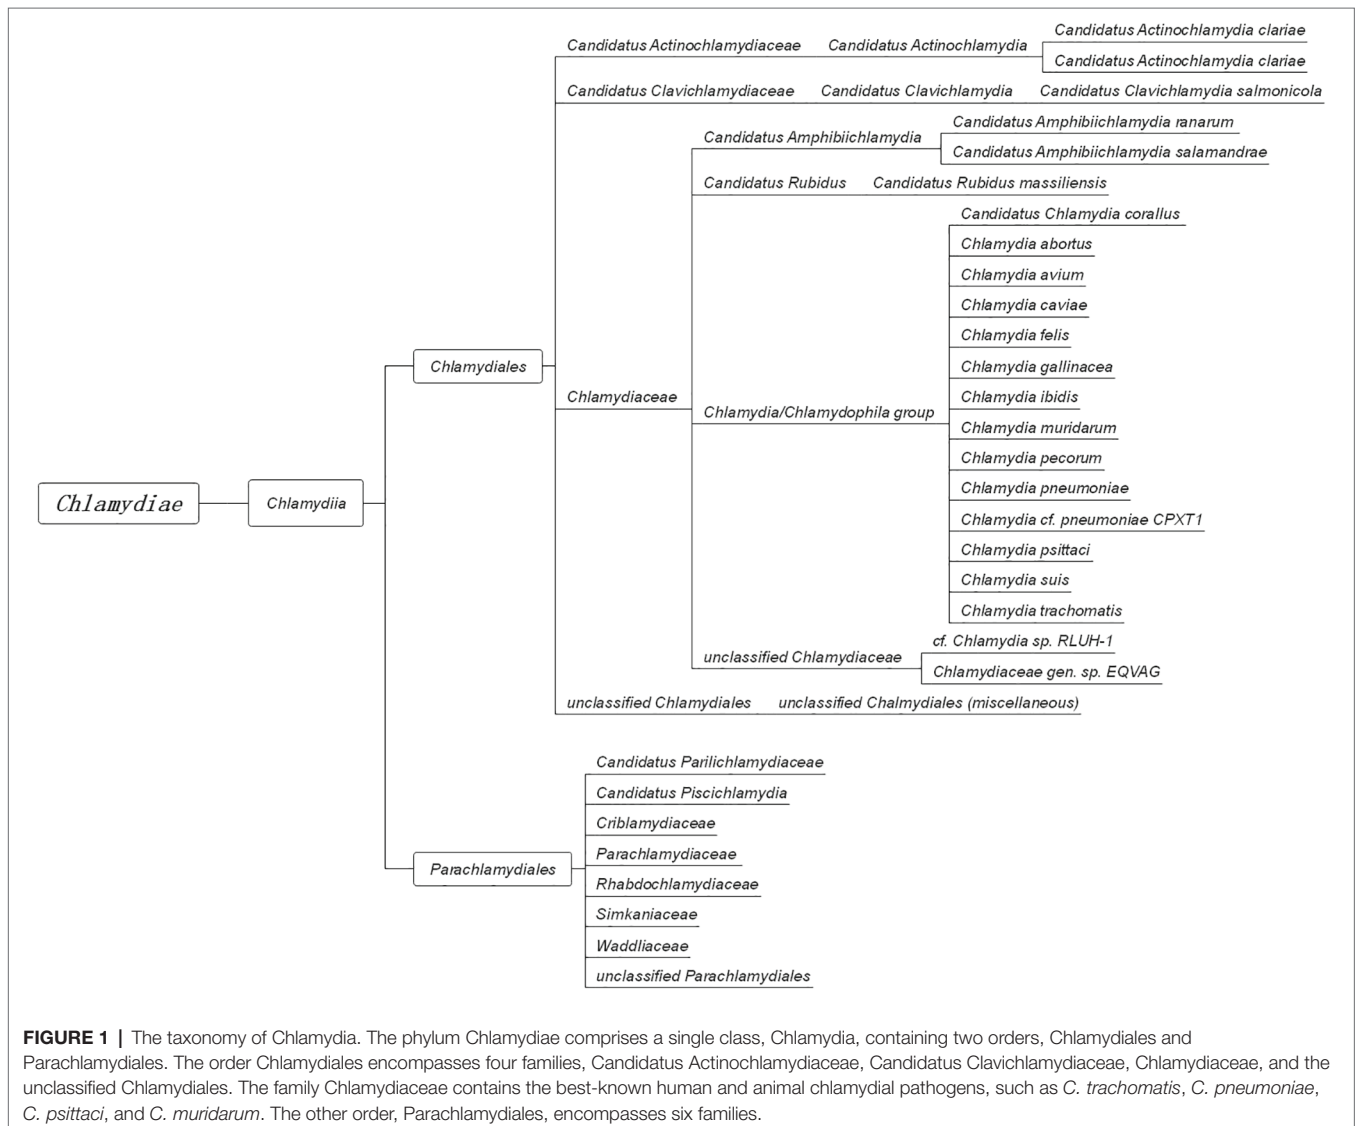 Candidatus Actinochlamydia clariae
Candidatus Actinochlamydiaceae Candidatus Actinochlamydia
Candidatus Actinochlamydia clariae
Candidatus Clavichlamydiaceae Candidatus Clavichlamydia Candidatus Clavichlamydia salmonicola
Candidatus Amphibiichlamydia ranarum
Candidatus Amphibiichlamydia
Candidatus Amphibiichlamydia salamandrae
Candidatus Rubidus Candidatus Rubidus massiliensis
Candidatus Chlamydia corallus
Chlamydia abortus
Chlamydia avium
Chlamydia caviae
Chlamydia felis
Chlamydiales
Chlamydia gallinacea
Chlamydiaceae
Chlamydia ibidis
Chlamydia/Chlamydophila group
Chlamydia muridarum
Chlamydia pecorum
Chlamydia pneumoniae
Chlamydiae Chlamydiia
Chlamydia cf. pneumoniae CPXT1
Chlamydia psittaci
Chlamydia suis
Chlamydia trachomatis
cf. Chlamydia sp. RLUH-1
unclassified Chlamydiaceae
Chlamydiaceae gen. sp. EQVAG
unclassified Chlamydiales unclassified Chalmydiales (miscellaneous)
Candidatus Parilichlamydiaceae
Candidatus Piscichlamydia
Criblamydiaceae
Parachlamydiaceae
Parachlamydiales
Rhabdochlamydiaceae
Simkaniaceae
Waddliaceae
unclassified Parachlamydiales
FIGURE 1 | The taxonomy of Chlamydia. The phylum Chlamydiae comprises a single class, Chlamydia, containing two orders, Chlamydiales and
Parachlamydiales. The order Chlamydiales encompasses four families, Candidatus Actinochlamydiaceae, Candidatus Clavichlamydiaceae, Chlamydiaceae, and the
unclassified Chlamydiales. The family Chlamydiaceae contains the best-known human and animal chlamydial pathogens, such as C. trachomatis, C. pneumoniae,
C. psittaci, and C. muridarum. The other order, Parachlamydiales, encompasses six families.